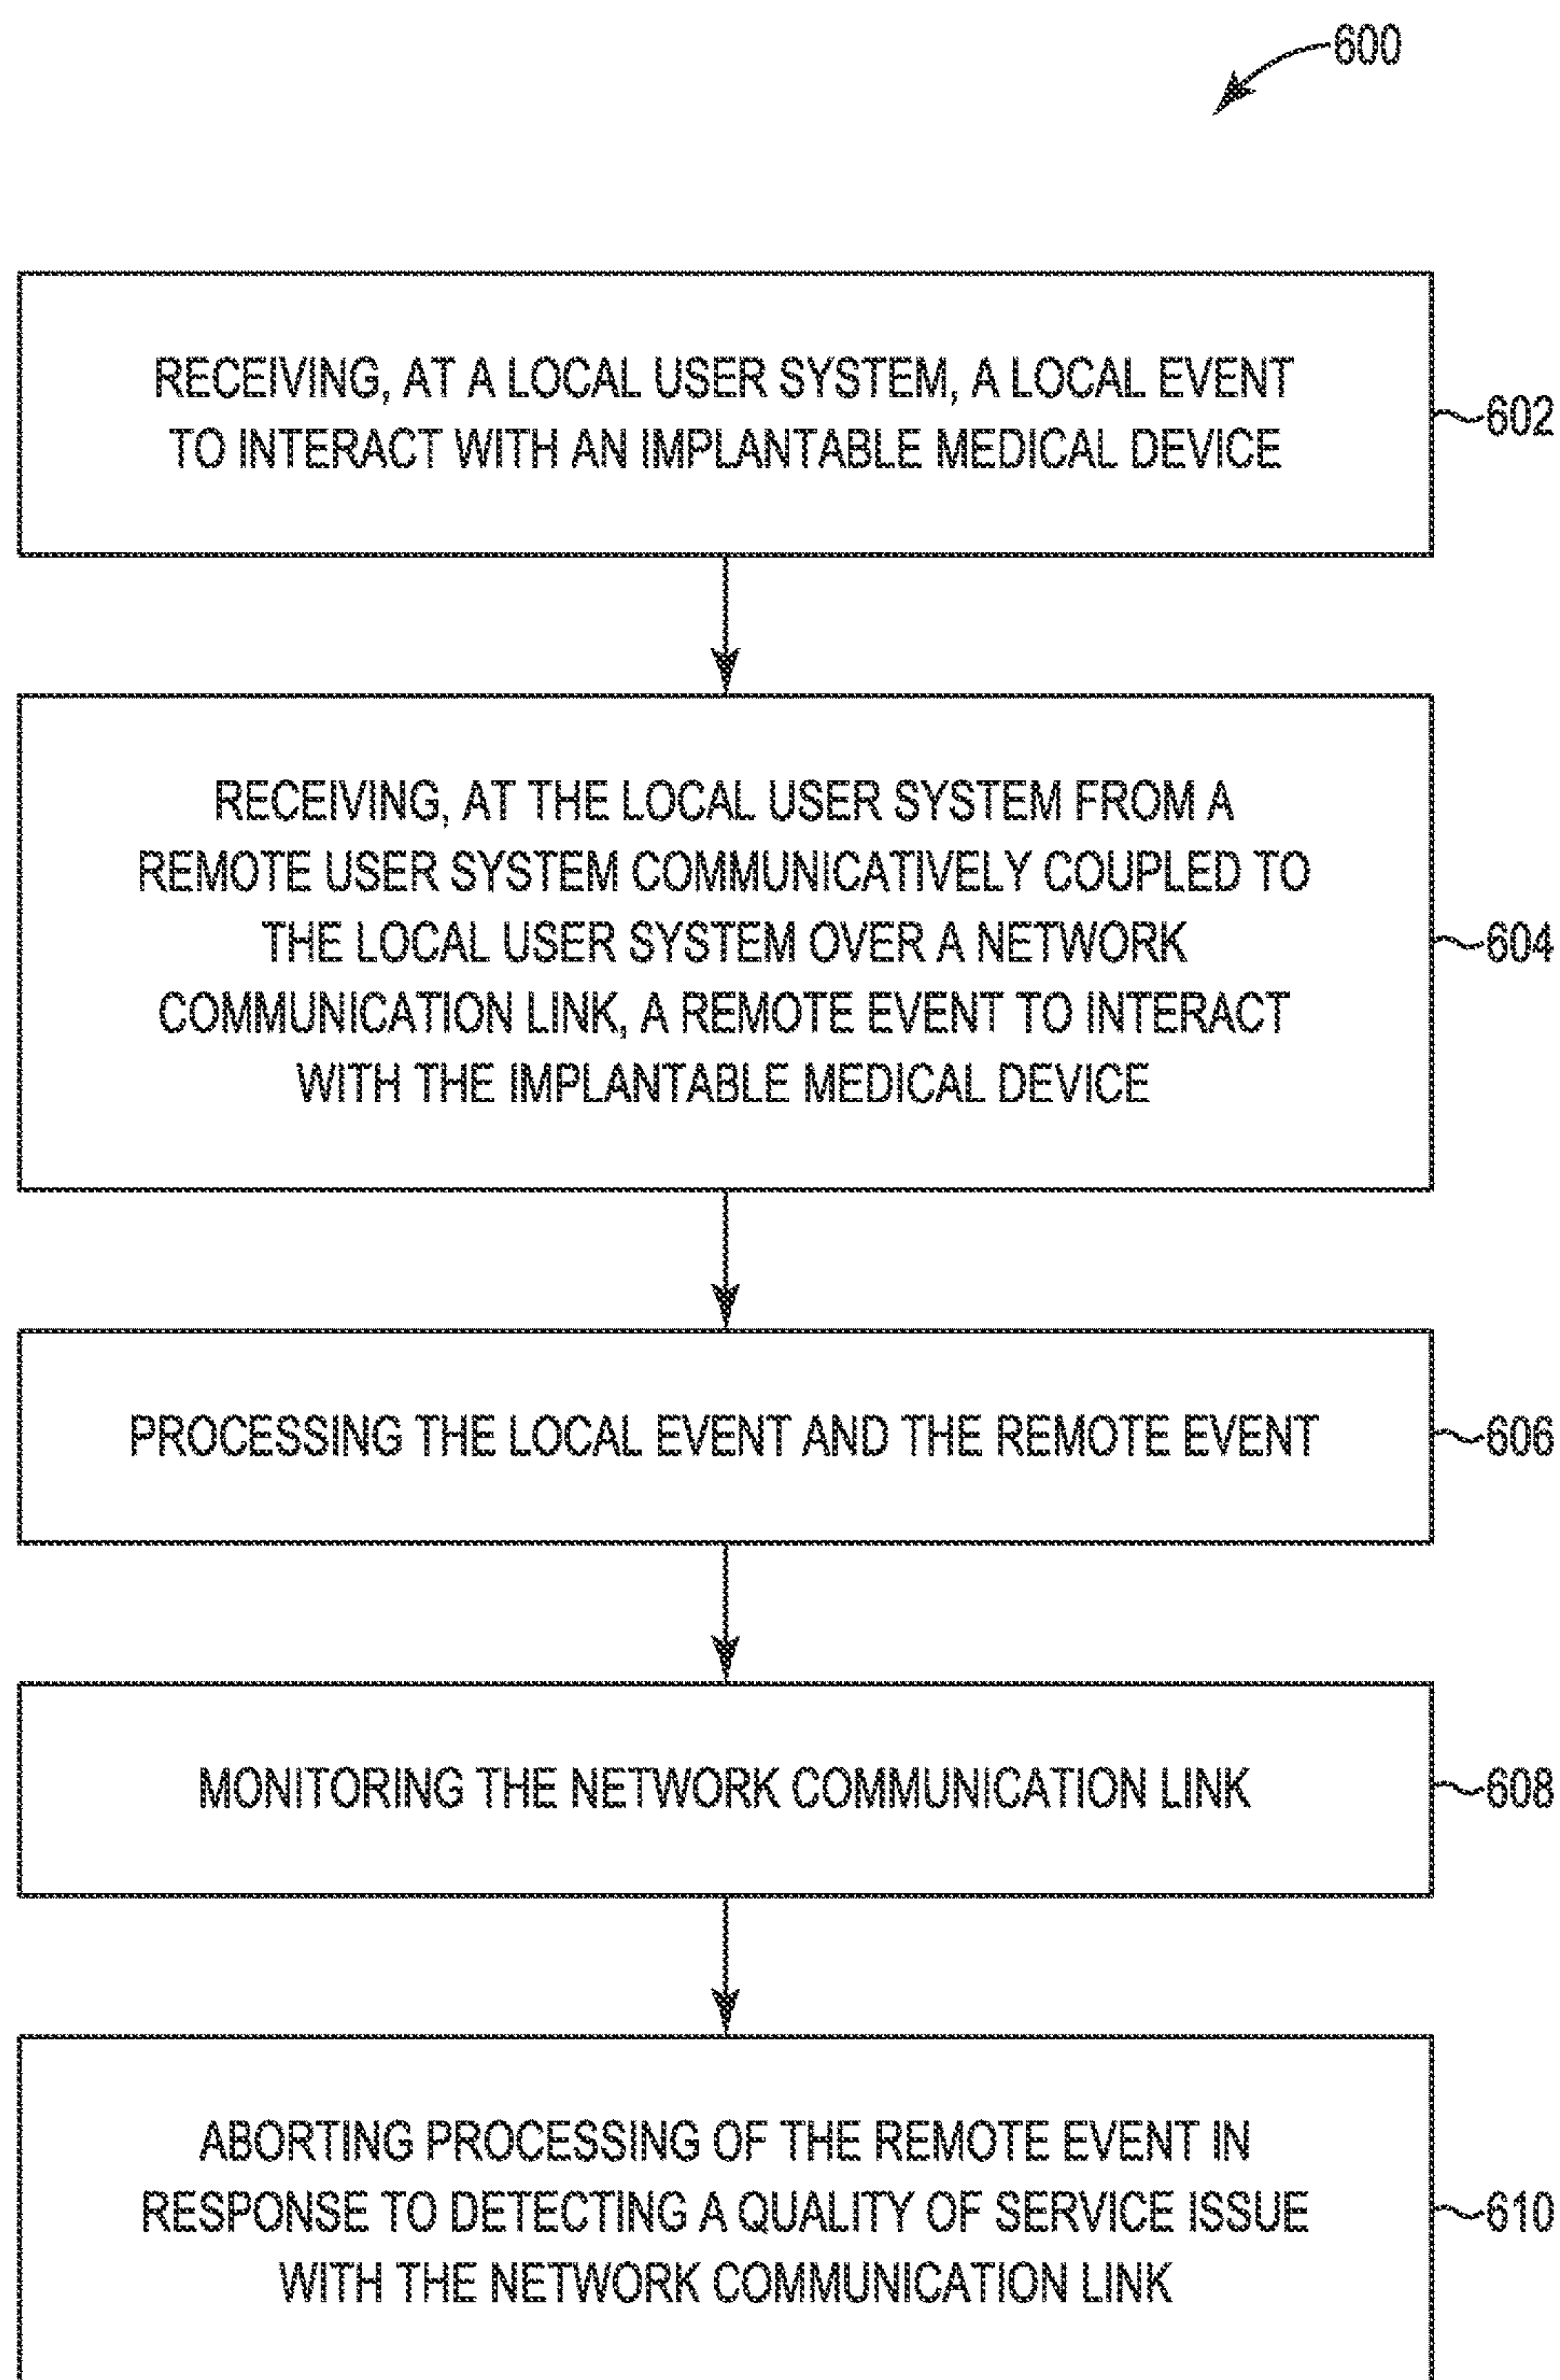 600
RECEIVING, AT A LOCAL USER SYSTEM, A LOCAL EVENT
TO INTERACT WITH AN IMPLANTABLE MEDICAL DEVICE
602
RECEIVING, AT THE LOCAL USER SYSTEM FROM A
REMOTE USER SYSTEM COMMUNICATIVELY COUPLED TO
THE LOCAL USER SYSTEM OVER A NETWORK
COMMUNICATION LINK, A REMOTE EVENT TO INTERACT
WITH THE IMPLANTABLE MEDICAL DEVICE
604
PROCESSING THE LOCAL EVENT AND THE REMOTE EVENT
606
MONITORING THE NETWORK COMMUNICATION LINK
608
ABORTING PROCESSING OF THE REMOTE EVENT IN
RESPONSE TO DETECTING A QUALITY OF SERVICE ISSUE
WITH THE NETWORK COMMUNICATION LINK
610